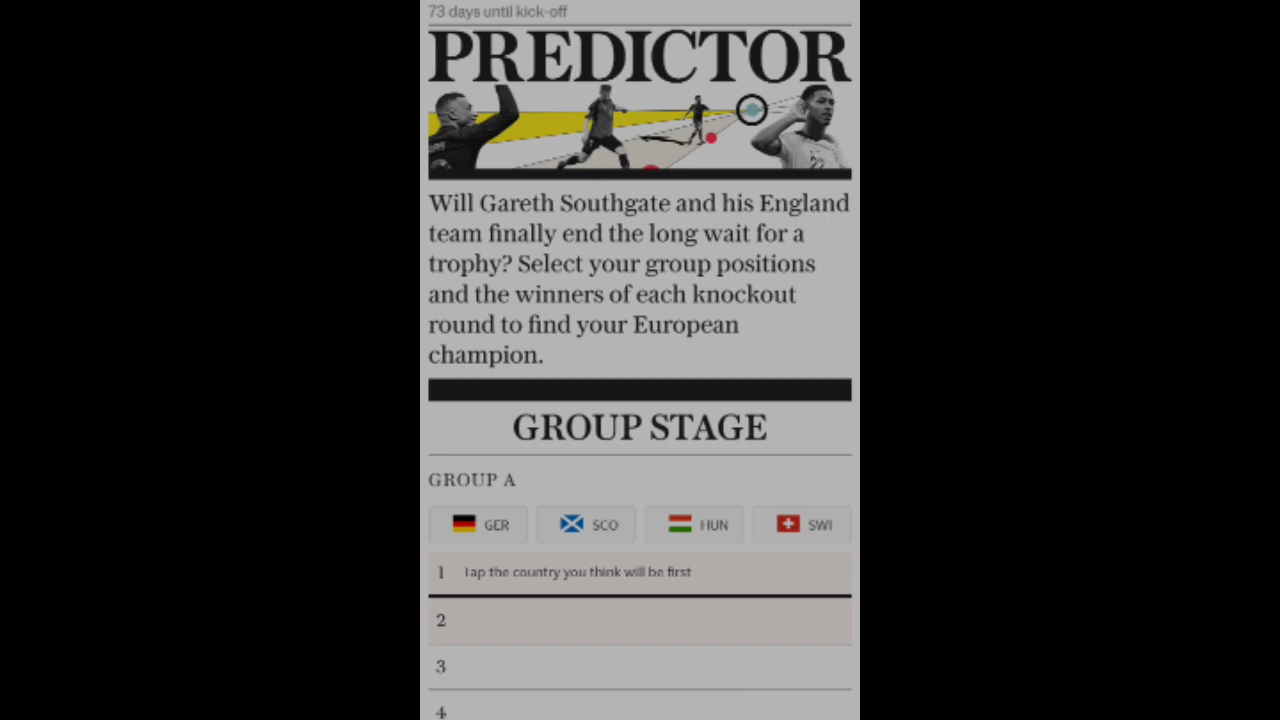 73 days until kick-off
PREDICTOR
Will Gareth Southgate and his England
team finally end the long wait for a
trophy? Select your group positions
and the winners of each knockout
round to find your European
champion.
GROUP STAGE
GROUP A
GER SCO HUN SWI
1 Tap the country you think will be first
2
3
4